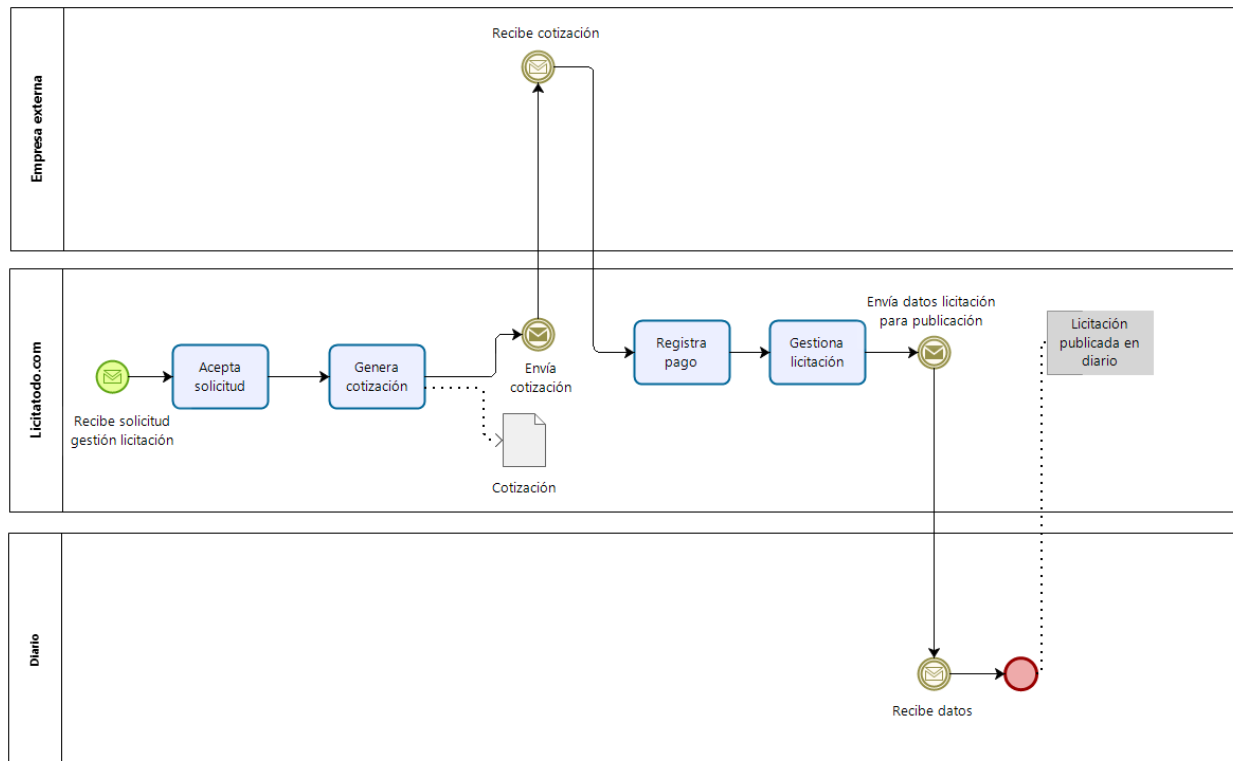 Empresa externa
Recibe cotización
Licitatodo.com
Recibe solicitud
gestión licitación
Acepta
solicitud
Genera
cotización
Envía
cotización
Cotización
Registra
pago
Gestiona
licitación
Envía datos licitación
para publicación
Licitación
publicada en
diario
Diario
Recibe datos